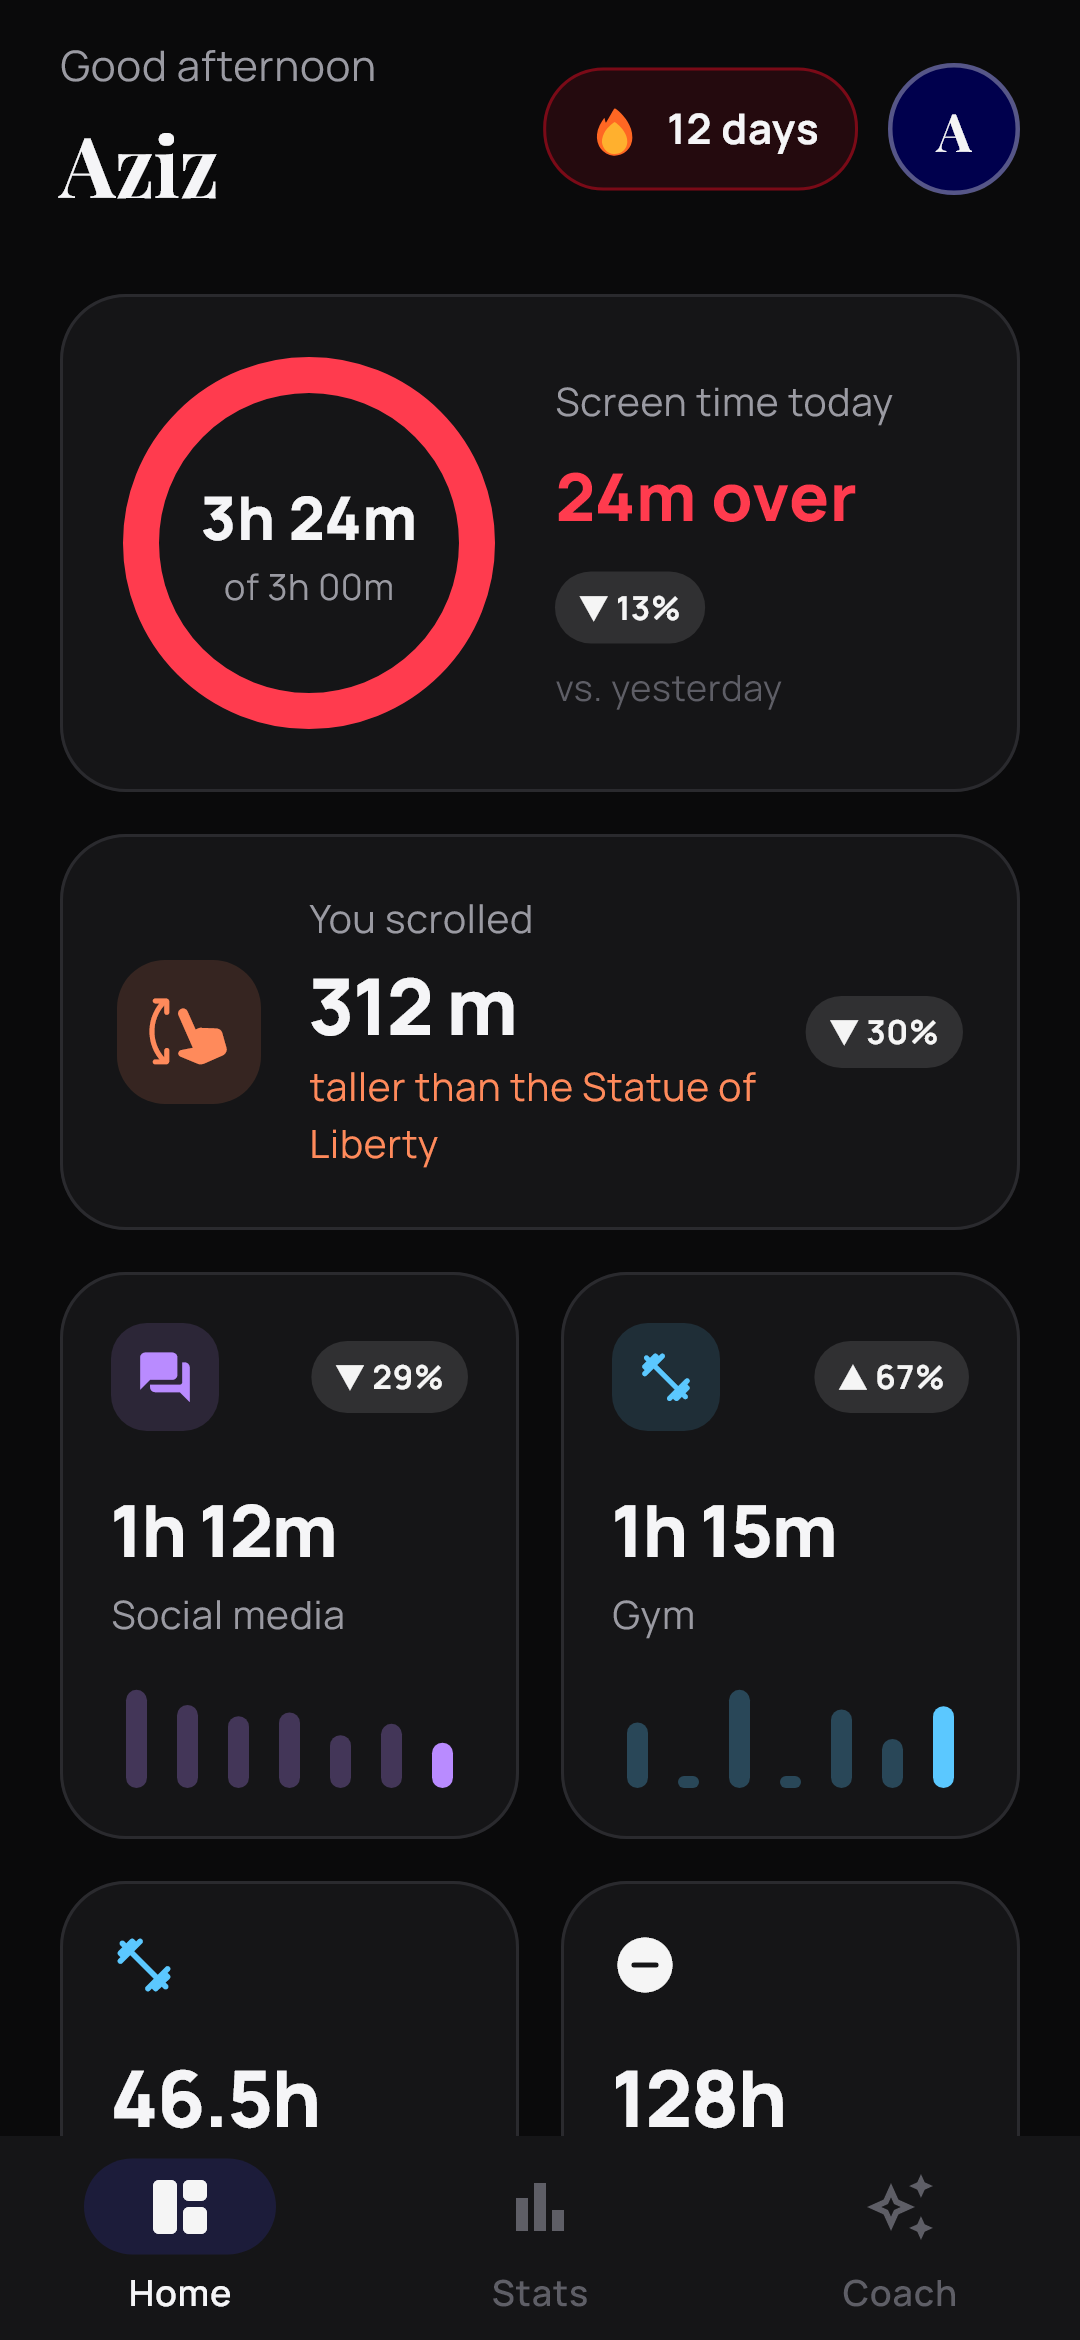 Good afternoon
Aziz
12 days
A
3h 24m
of 3h 00m
Screen time today
24m over
▼ 13%
vs. yesterday
You scrolled
312 m
taller than the Statue of
Liberty
▼ 30%
▼ 29%
1h 12m
Social media
▲ 67%
1h 15m
Gym
46.5h
128h
Home
Stats
Coach